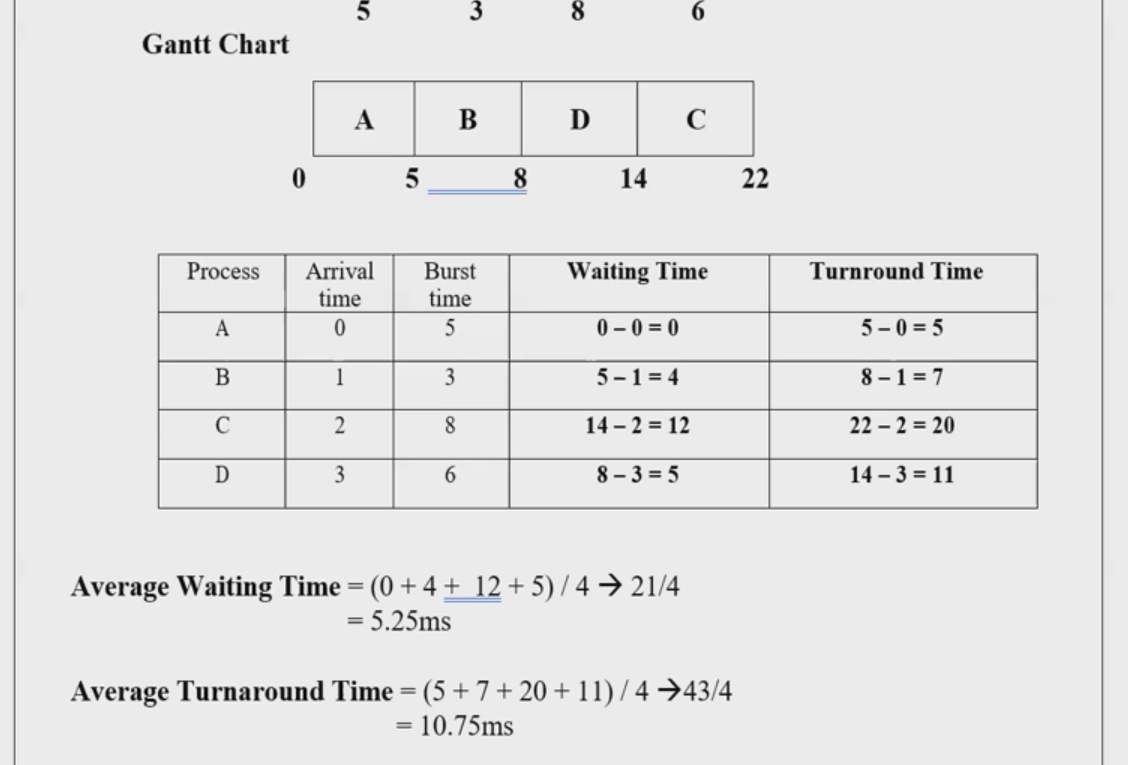 5 3 8 6
Gantt Chart
A B D C
0 5 8 14 22
Process Arrival time Burst time Waiting Time Turnround Time
A 0 5 0 – 0 = 0 5 – 0 = 5
B 1 3 5 – 1 = 4 8 – 1 = 7
C 2 8 14 – 2 = 12 22 – 2 = 20
D 3 6 8 – 3 = 5 14 – 3 = 11
Average Waiting Time = (0 + 4 + 12 + 5) / 4 → 21/4
= 5.25ms
Average Turnaround Time = (5 + 7 + 20 + 11) / 4 →43/4
= 10.75ms